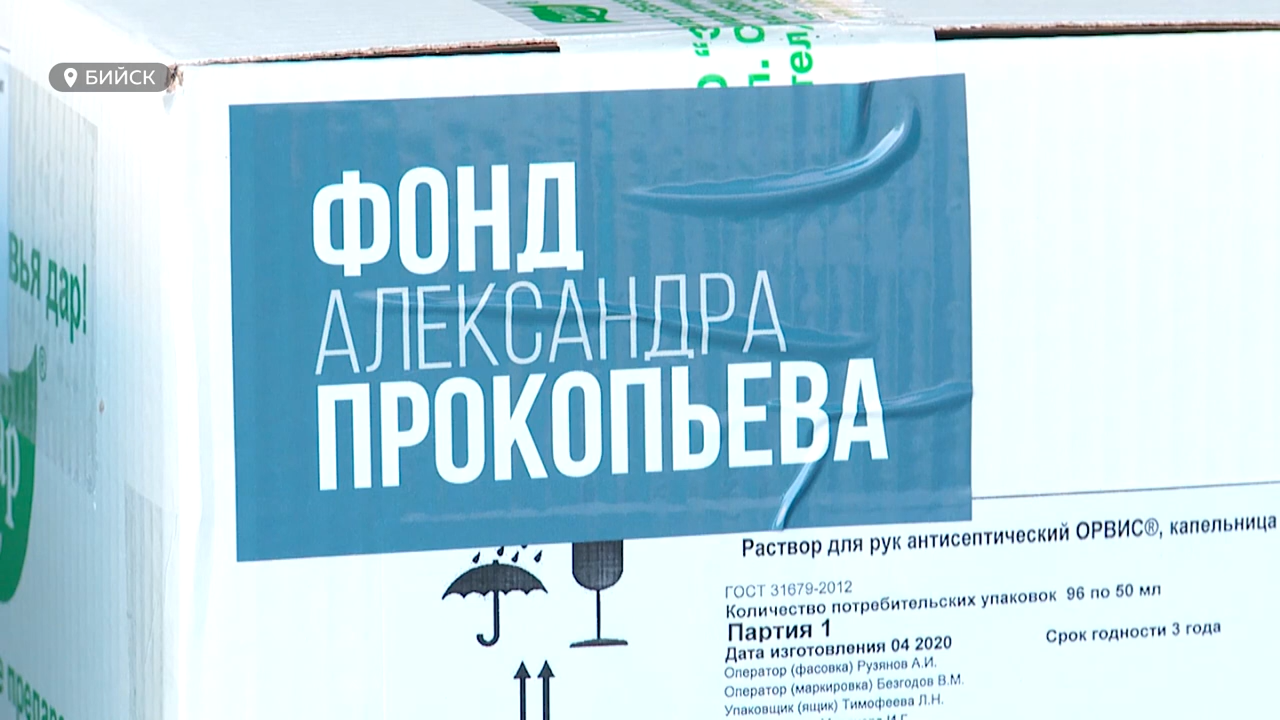 БИЙСК
ФОНД
АЛЕКСАНДРА
ПРОКОПЬЕВА
вья дар!
Раствор для рук антисептический ОРВИС®, капельница
ГОСТ 31679-2012
Количество потребительских упаковок 96 по 50 мл
Партия 1
Дата изготовления 04 2020 Срок годности 3 года
Оператор (фасовка) Рузянов А.И.
Оператор (маркировка) Безгодов В.М.
Упаковщик (ящик) Тимофеева Л.Н.